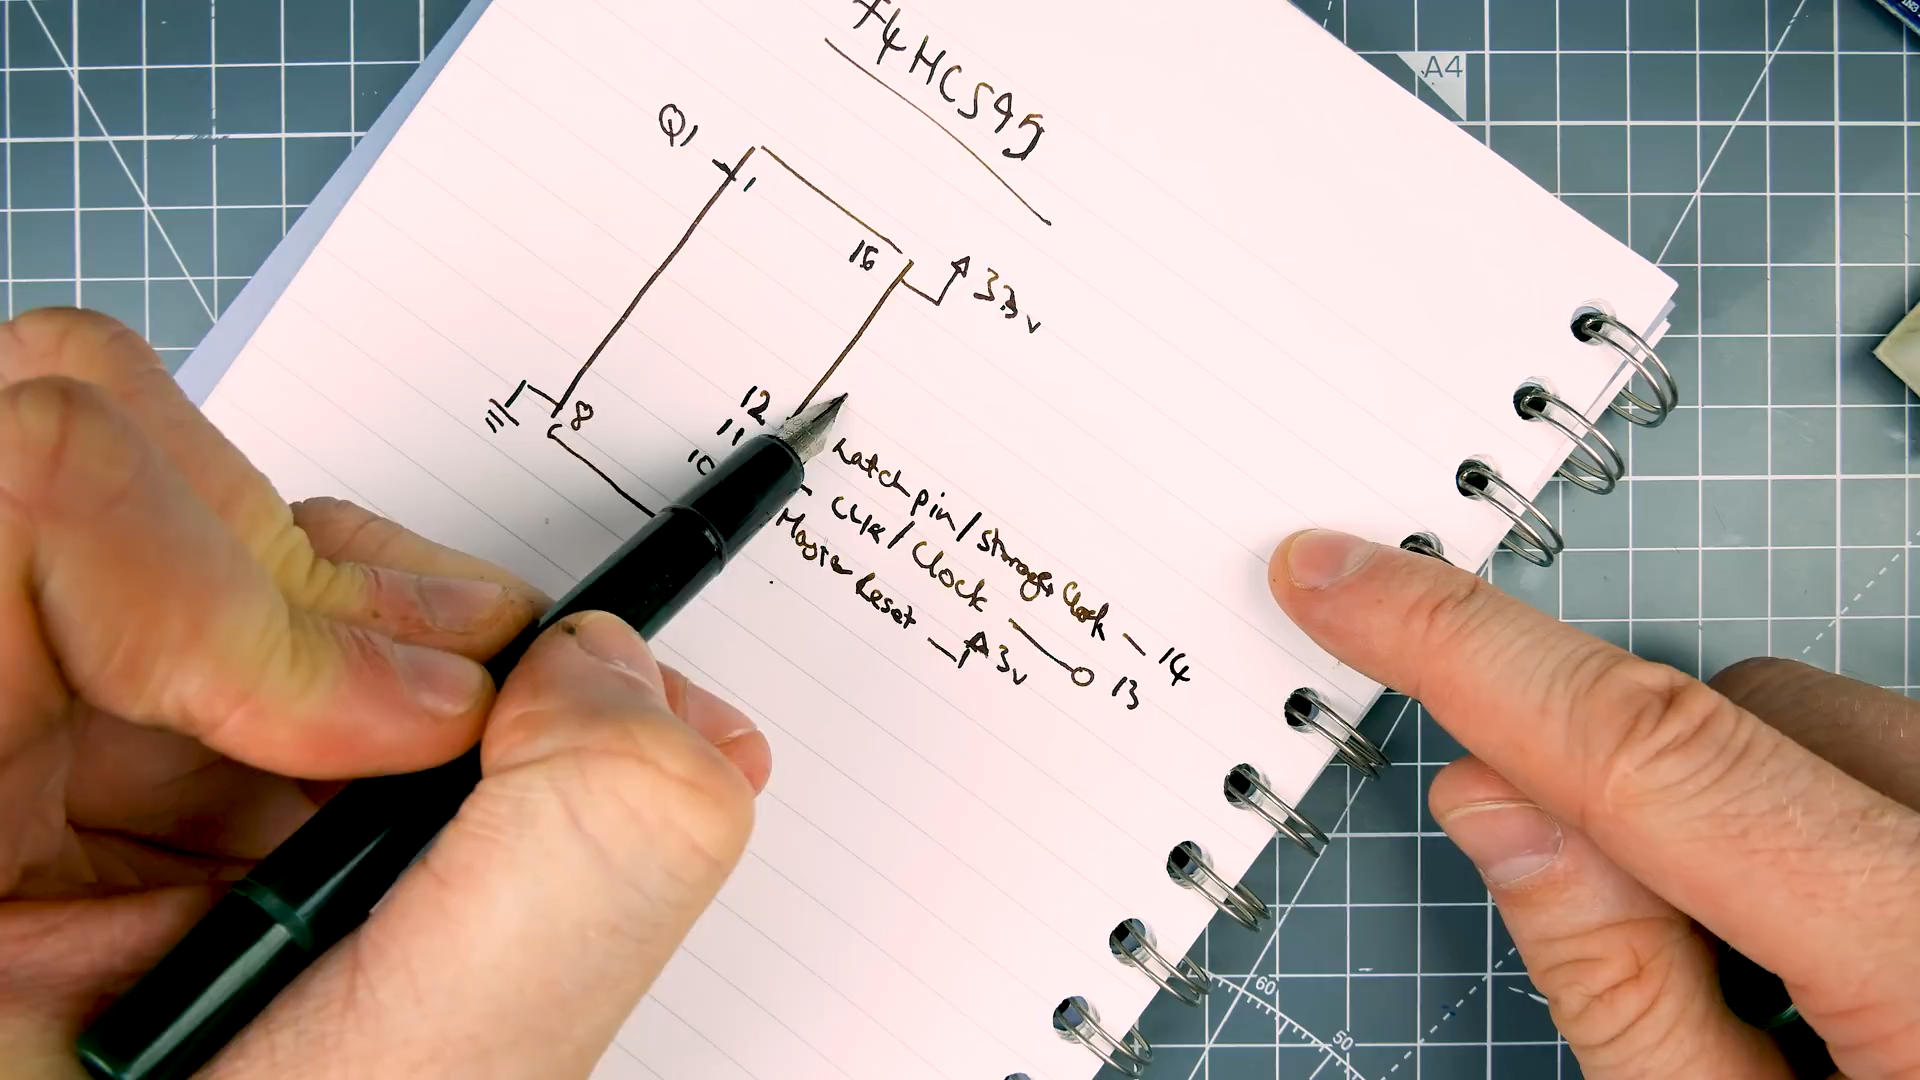 74HC595
Q1
1
16
3.3v
12
8
11
Latch pin / Storage Clock — 14
10
CLK / Clock — 13
Master Reset — 3v
A4
60
50